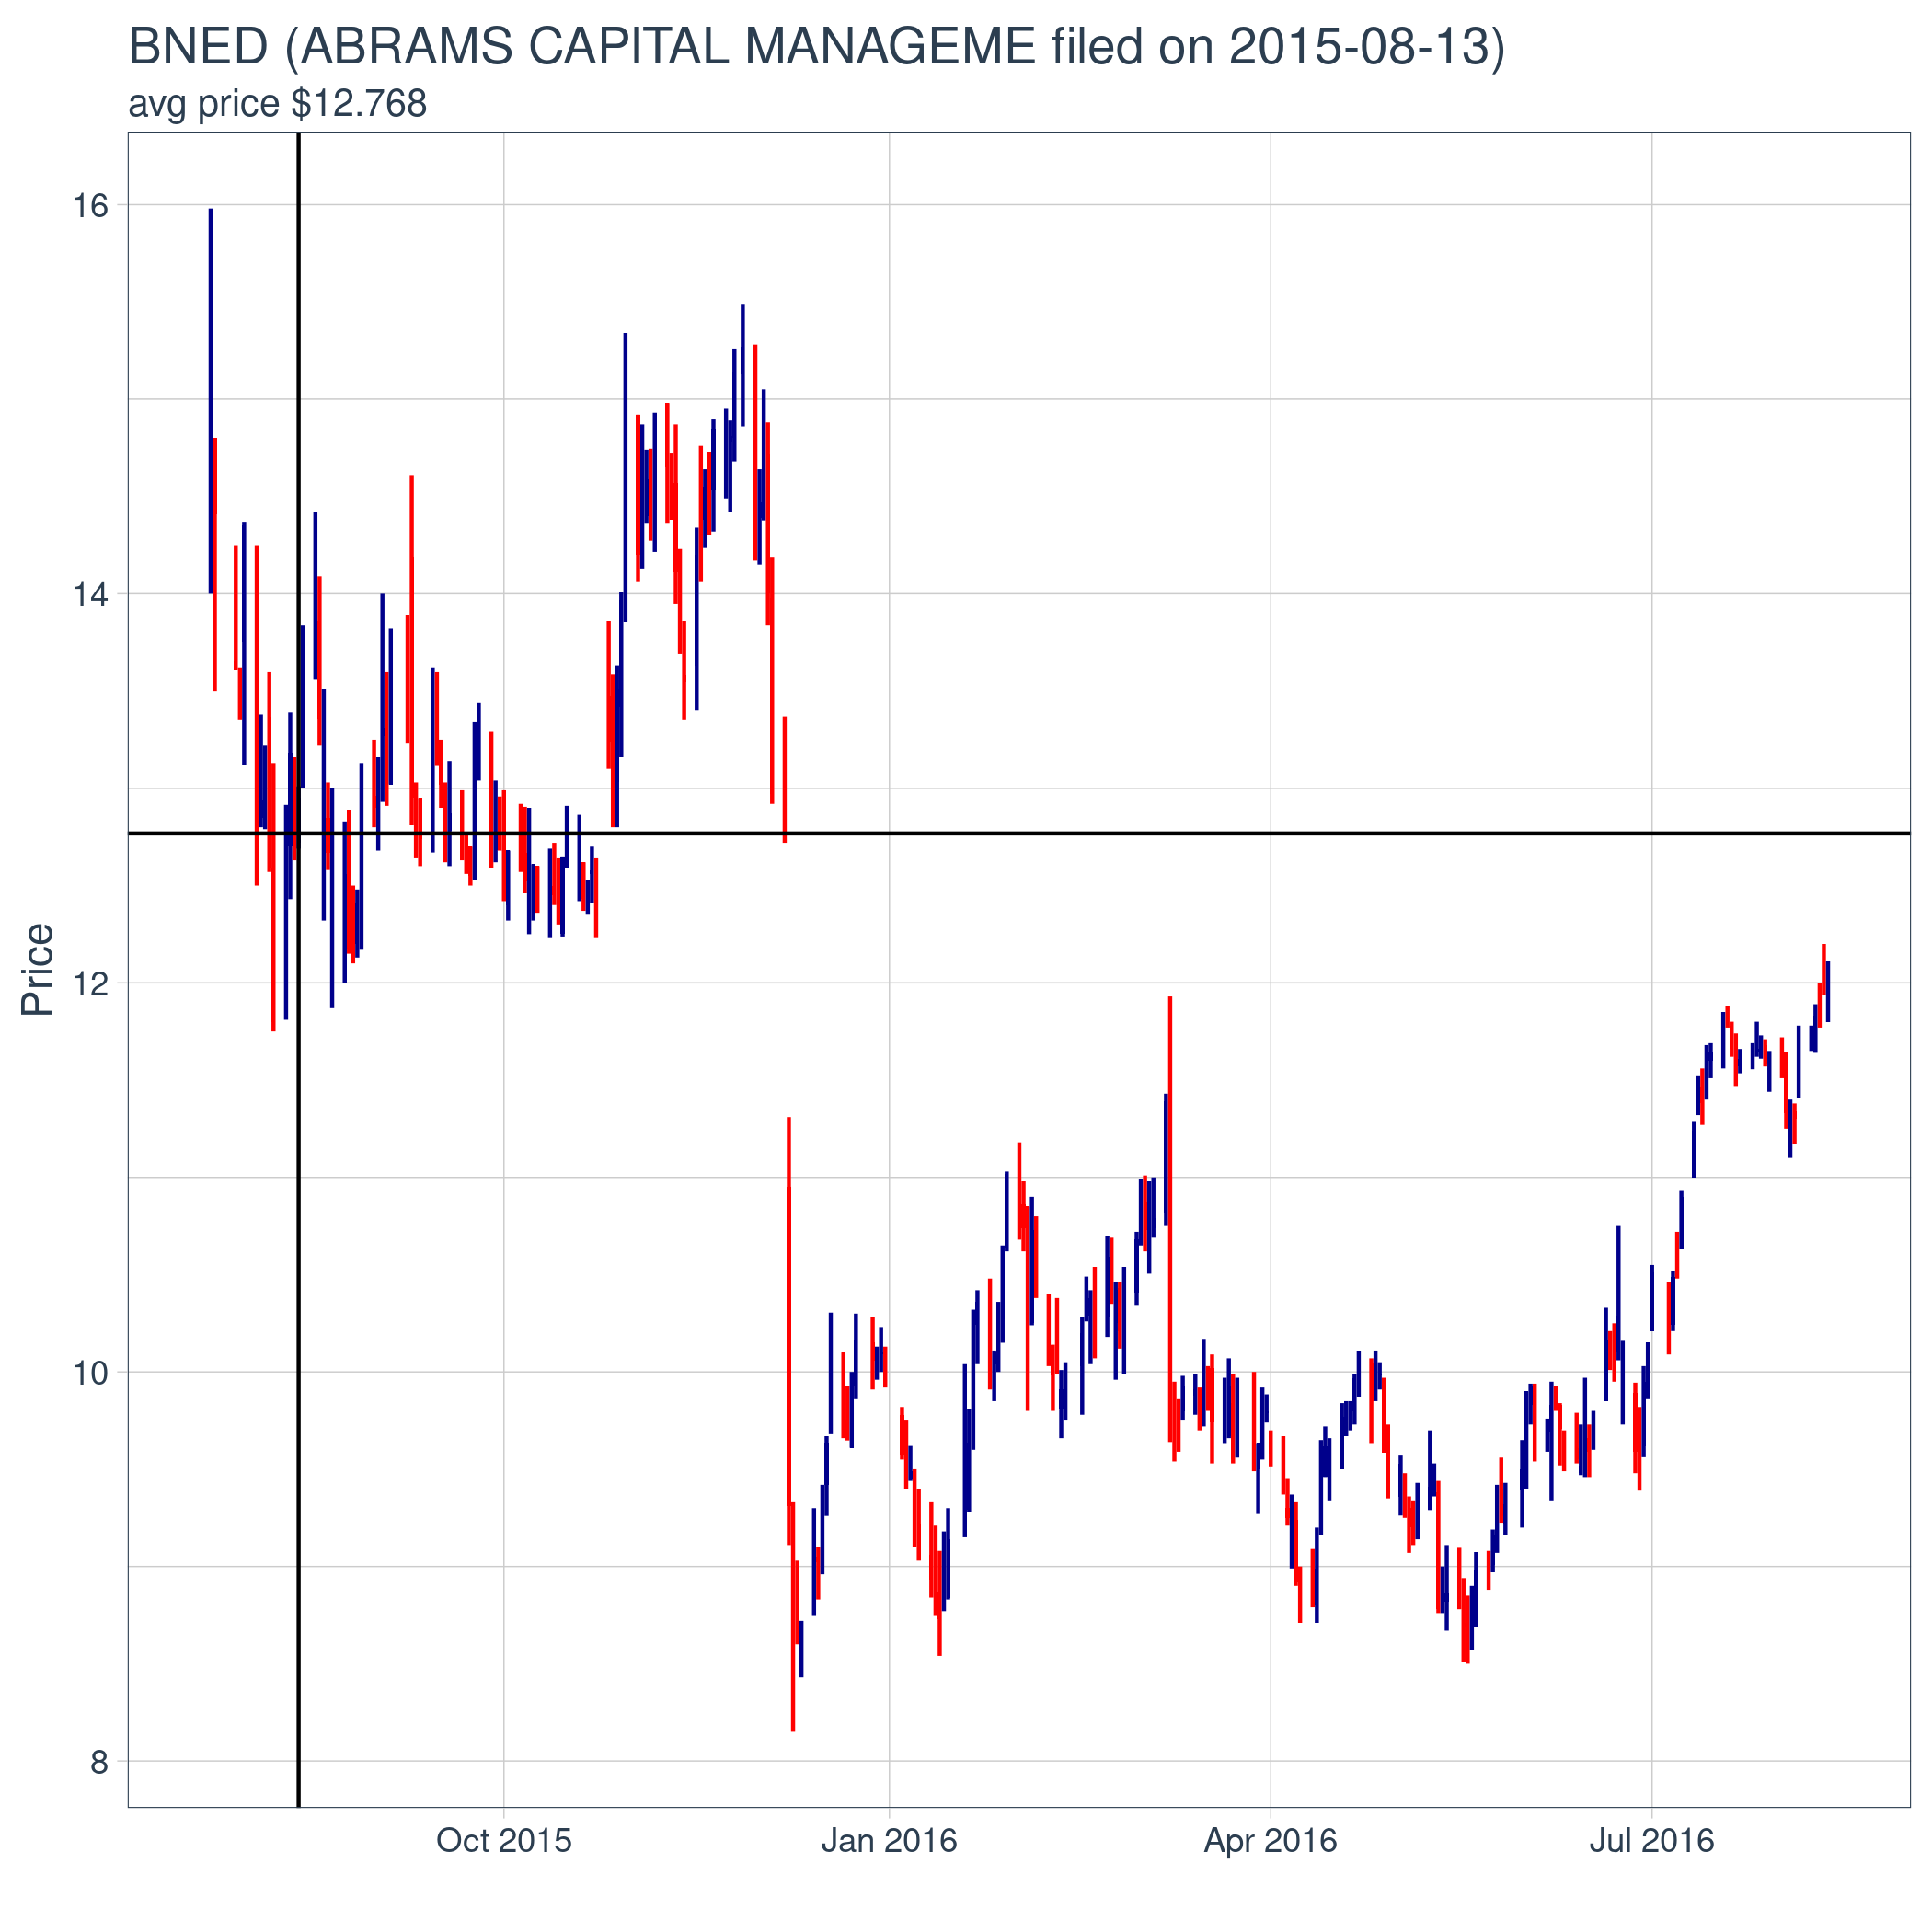 BNED (ABRAMS CAPITAL MANAGEME filed on 2015-08-13)
avg price $12.768
16
14
12
10
8
Price
Oct 2015
Jan 2016
Apr 2016
Jul 2016